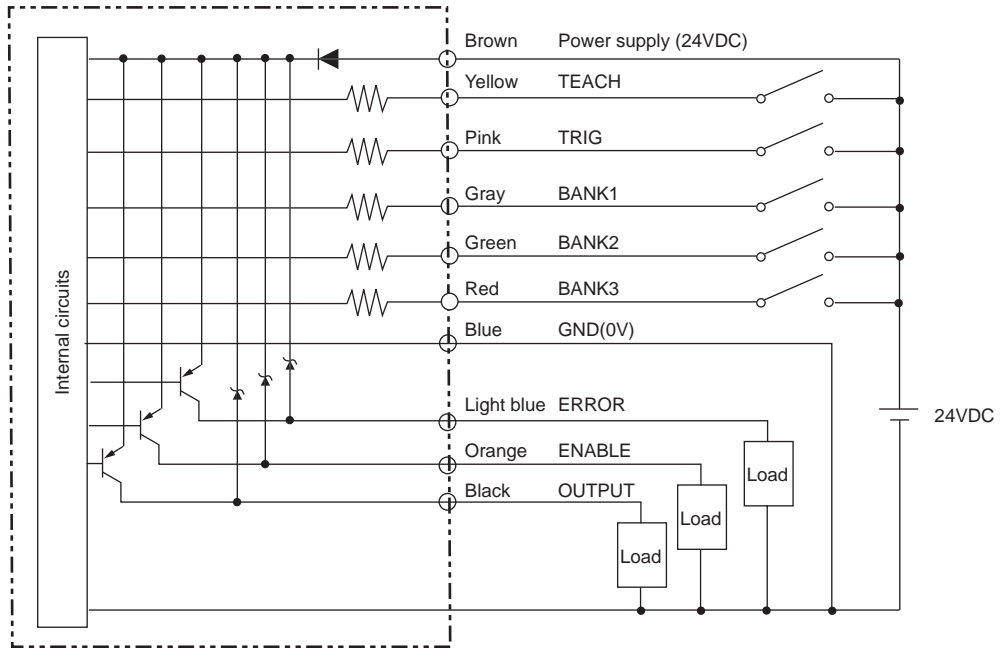 Brown Power supply (24VDC)
Yellow TEACH
Pink TRIG
Gray BANK1
Green BANK2
Red BANK3
Blue GND(0V)
Internal circuits
Light blue ERROR
24VDC
Orange ENABLE
Load
Black OUTPUT
Load
Load